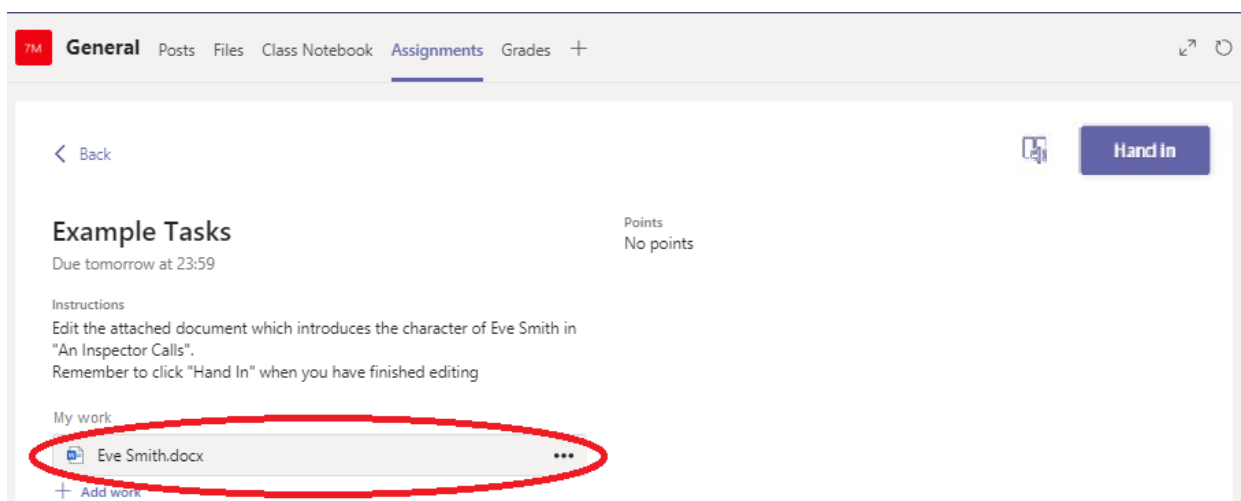 7M General Posts Files Class Notebook Assignments Grades
Back
Hand in
Example Tasks
Due tomorrow at 23:59
Points
No points
Instructions
Edit the attached document which introduces the character of Eve Smith in
"An Inspector Calls".
Remember to click "Hand In" when you have finished editing
My work
Eve Smith.docx
Add work